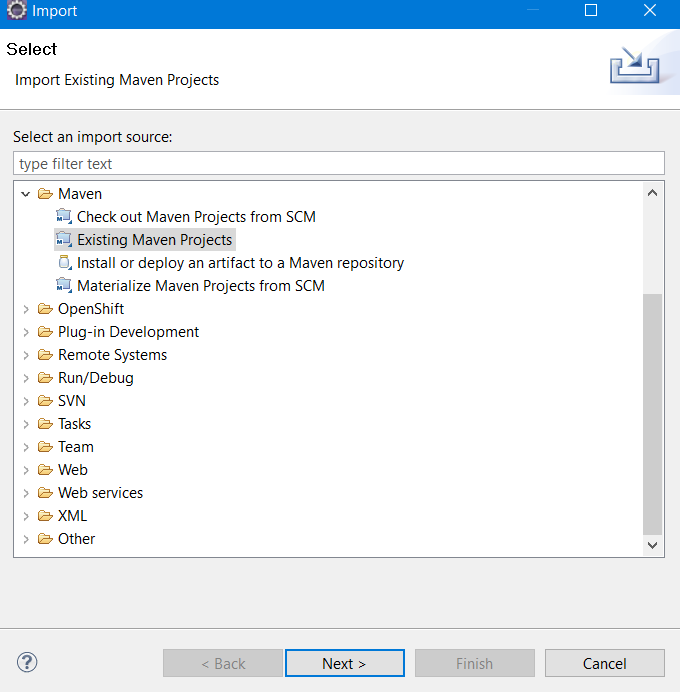 Import
Select
Import Existing Maven Projects
Select an import source:
type filter text
Maven
Check out Maven Projects from SCM
Existing Maven Projects
Install or deploy an artifact to a Maven repository
Materialize Maven Projects from SCM
OpenShift
Plug-in Development
Remote Systems
Run/Debug
SVN
Tasks
Team
Web
Web services
XML
Other
? < Back Next > Finish Cancel